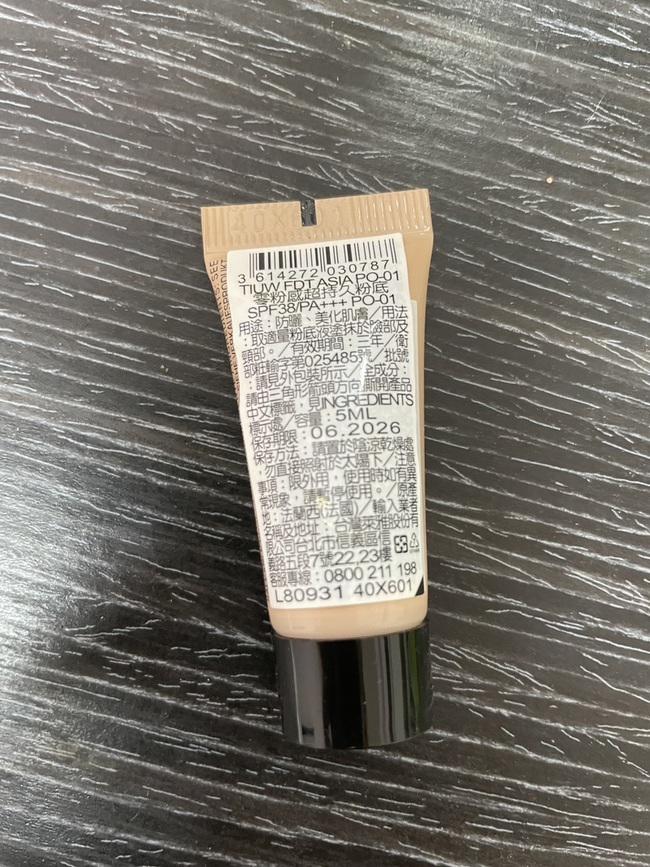 40X601
3 614272 030787
TIUW FDT ASIA PO-01
零粉感超持久粉底
SPF38/PA++++ PO-01
用途：防曬、美化肌膚／用法
：取適量粉底液塗抹於臉部及
頸部。／有效期間：三年／衛
部粧輸字第025485號／批號
：請見外包裝所示／全成分：
請由三角形箭頭方向撕開產品
中文標籤，見INGREDIENTS
標示處／容量：5ML
保存期限：06.2026
保存方法：請置於陰涼乾燥處
，勿直接照射於太陽下／注意
事項：限外用，使用時如有異
常現象，請暫停使用。／原產
地：法蘭西(法國)／輸入業者
名稱及地址：台灣萊雅股份有
限公司台北市信義區信
義路五段7號22 23樓
客服專線：0800 211 198
L80931 40X601